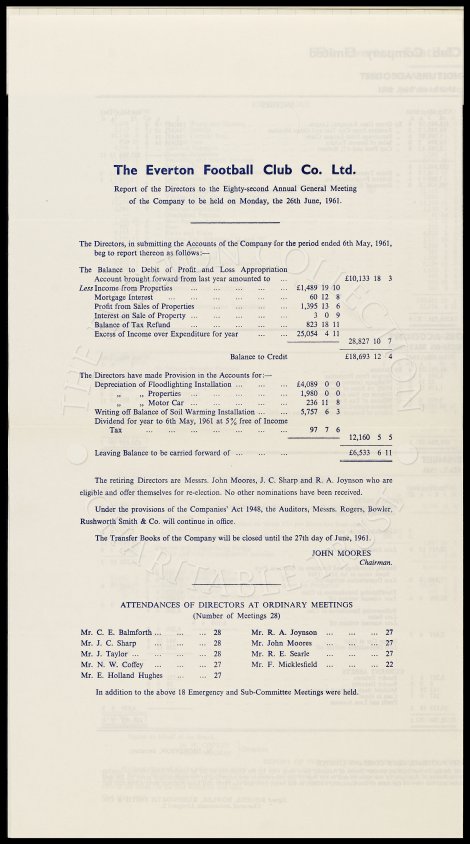 The Everton Football Club Co. Ltd.
Report of the Directors to the Eighty-second Annual General Meeting
of the Company to be held on Monday, the 26th June, 1961.
The Directors, in submitting the Accounts of the Company for the period ended 6th May, 1961,
beg to report thereon as follows:—
The Balance to Debit of Profit and Loss Appropriation
Account brought forward from last year amounted to ... £10,133 18 3
Less Income from Properties ... ... ... ... ... £1,489 19 10
Mortgage Interest ... ... ... ... ... ... 60 12 8
Profit from Sales of Properties ... ... ... ... 1,395 13 6
Interest on Sale of Property ... ... ... ... ... 3 0 9
Balance of Tax Refund ... ... ... ... 823 18 11
Excess of Income over Expenditure for year ... ... 25,054 4 11
28,827 10 7
Balance to Credit £18,693 12 4
The Directors have made Provision in the Accounts for:—
Depreciation of Floodlighting Installation ... ... ... £4,089 0 0
„ „ Properties ... ... ... ... ... 1,980 0 0
„ „ Motor Car ... ... ... ... ... 236 11 8
Writing off Balance of Soil Warming Installation ... ... 5,757 6 3
Dividend for year to 6th May, 1961 at 5% free of Income
Tax ... ... ... ... ... ... 97 7 6
12,160 5 5
Leaving Balance to be carried forward of ... ... ... £6,533 6 11
The retiring Directors are Messrs. John Moores, J. C. Sharp and R. A. Joynson who are
eligible and offer themselves for re-election. No other nominations have been received.
Under the provisions of the Companies' Act 1948, the Auditors, Messrs. Rogers, Bowler,
Rushworth Smith & Co. will continue in office.
The Transfer Books of the Company will be closed until the 27th day of June, 1961.
JOHN MOORES
Chairman.
ATTENDANCES OF DIRECTORS AT ORDINARY MEETINGS
(Number of Meetings 28)
Mr. C. E. Balmforth ... ... ... 28 Mr. R. A. Joynson ... ... ... 27
Mr. J. C. Sharp ... ... ... 28 Mr. John Moores ... ... ... 27
Mr. J. Taylor ... ... ... ... 28 Mr. R. E. Searle ... ... ... 27
Mr. N. W. Coffey ... ... ... 27 Mr. F. Micklesfield ... ... ... 22
Mr. E. Holland Hughes ... ... 27
In addition to the above 18 Emergency and Sub-Committee Meetings were held.